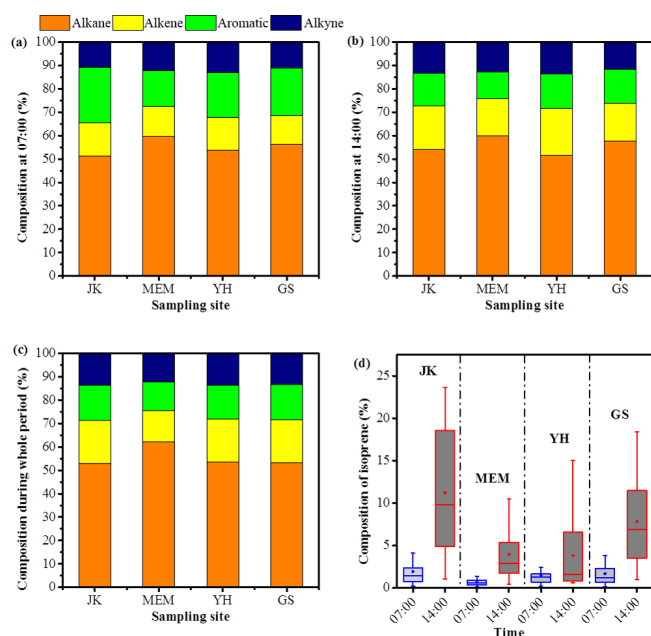 Alkane Alkene Aromatic Alkyne
(a)
Composition at 07:00 (%)
100
90
80
70
60
50
40
30
20
10
0
JK MEM YH GS
Sampling site
(b)
Composition at 14:00 (%)
100
90
80
70
60
50
40
30
20
10
0
JK MEM YH GS
Sampling site
(c)
Composition during whole period (%)
100
90
80
70
60
50
40
30
20
10
0
JK MEM YH GS
Sampling site
(d)
Composition of isoprene (%)
25
20
15
10
5
0
JK
MEM
YH
GS
07:00 14:00 07:00 14:00 07:00 14:00 07:00 14:00
Time